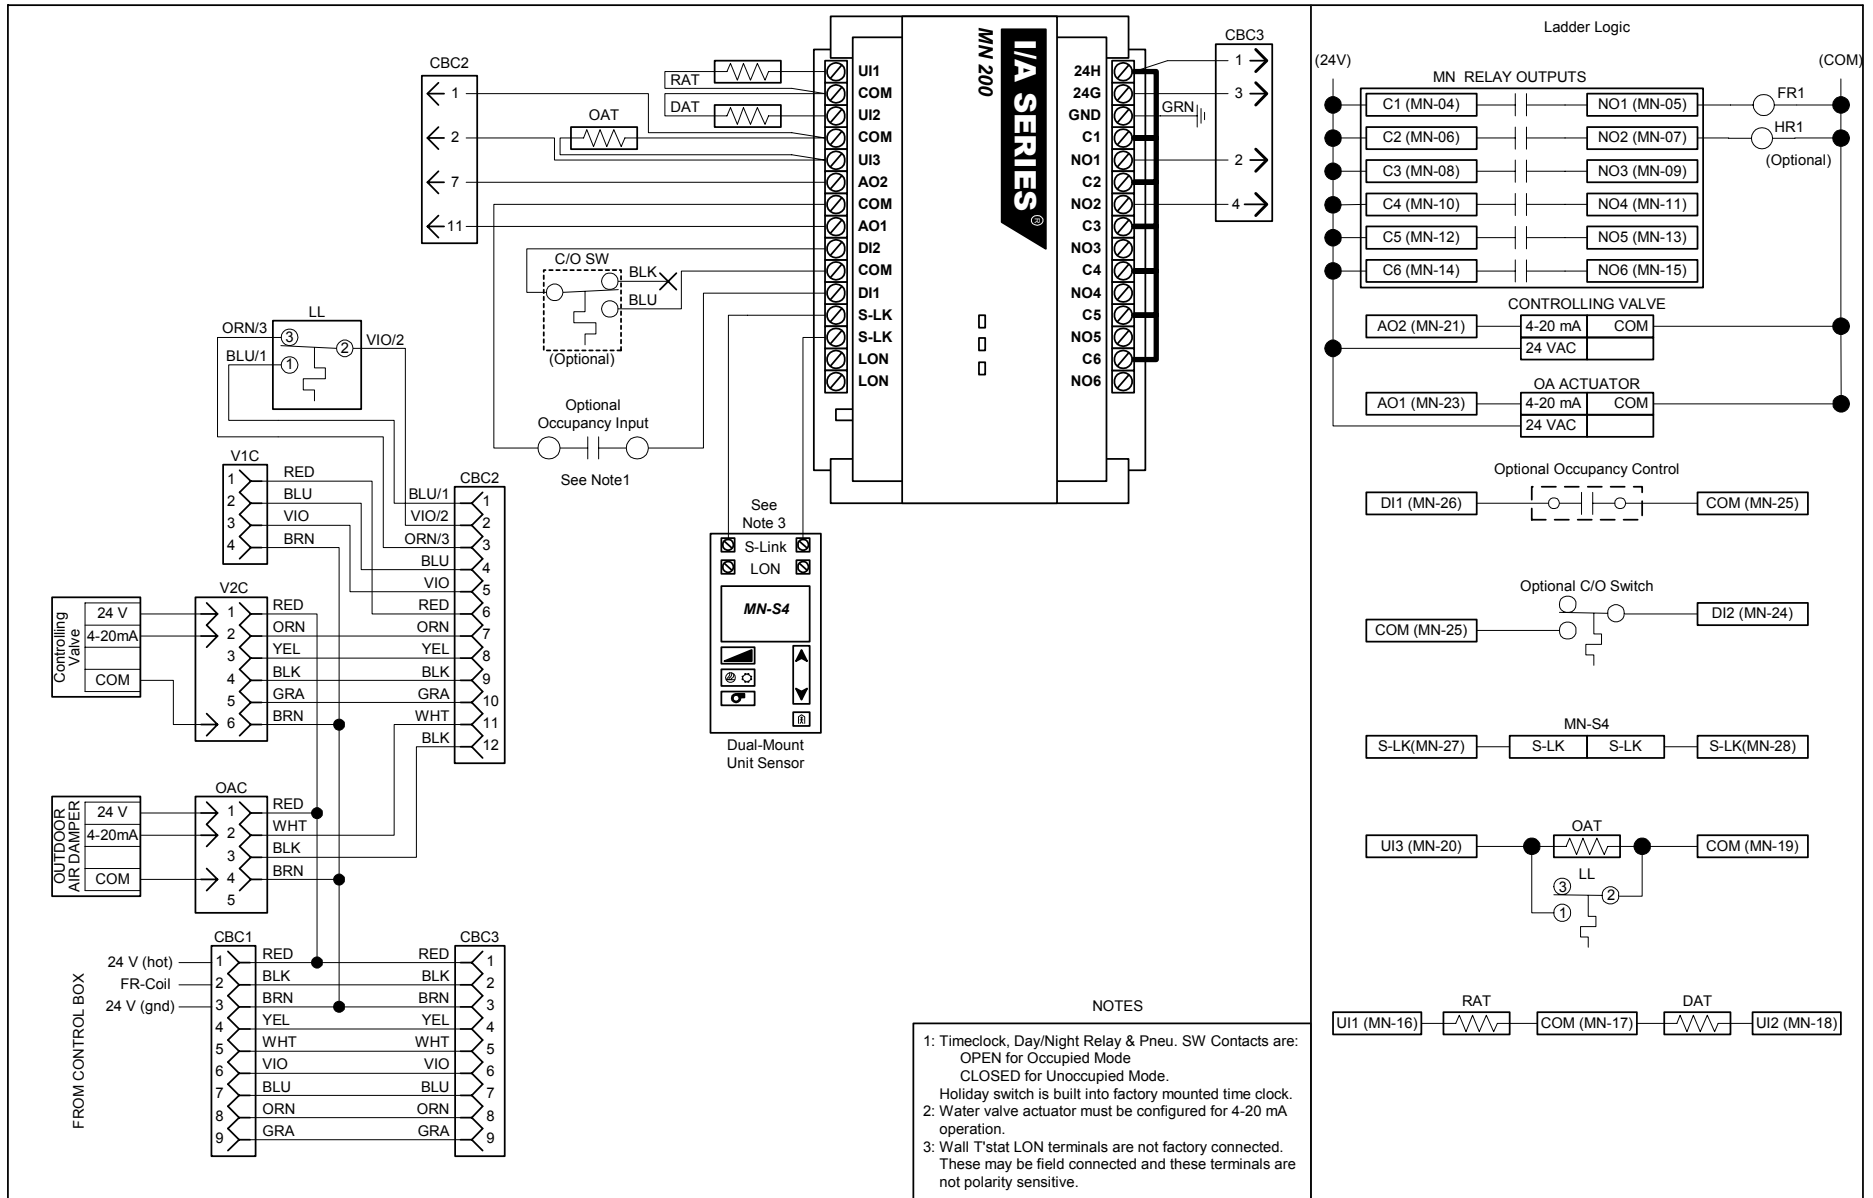 CBC2
1
2
7
11
RAT
DAT
OAT
UI1
COM
UI2
COM
UI3
AO2
COM
AO1
DI2
COM
DI1
S-LK
S-LK
LON
LON
MN 200
I/A SERIES
®
24H
24G
GND
C1
NO1
C2
NO2
C3
NO3
C4
NO4
C5
NO5
C6
NO6
GRN
CBC3
1
3
2
4
C/O SW
BLK
BLU
(Optional)
Optional
Occupancy Input
See Note1
LL
ORN/3
BLU/1
VIO/2
3
2
1
V1C
1
2
3
4
RED
BLU
VIO
BRN
CBC2
BLU/1
VIO/2
ORN/3
BLU
VIO
RED
ORN
YEL
BLK
GRA
WHT
BLK
1
2
3
4
5
6
7
8
9
10
11
12
V2C
Controlling
Valve
24 V
4-20mA
COM
1
2
3
4
5
6
RED
ORN
YEL
BLK
GRA
BRN
OAC
OUTDOOR
AIR DAMPER
24 V
4-20mA
COM
1
2
3
4
5
RED
WHT
BLK
BRN
FROM CONTROL BOX
24 V (hot)
FR-Coil
24 V (gnd)
CBC1
1
2
3
4
5
6
7
8
9
RED
BLK
BRN
YEL
WHT
VIO
BLU
ORN
GRA
CBC3
RED
BLK
BRN
YEL
WHT
VIO
BLU
ORN
GRA
1
2
3
4
5
6
7
8
9
See
Note 3
S-Link
LON
MN-S4
Dual-Mount
Unit Sensor
NOTES
1: Timeclock, Day/Night Relay & Pneu. SW Contacts are:
OPEN for Occupied Mode
CLOSED for Unoccupied Mode.
Holiday switch is built into factory mounted time clock.
2: Water valve actuator must be configured for 4-20 mA
operation.
3: Wall T'stat LON terminals are not factory connected.
These may be field connected and these terminals are
not polarity sensitive.
Ladder Logic
(24V)
(COM)
MN RELAY OUTPUTS
C1 (MN-04) NO1 (MN-05) FR1
C2 (MN-06) NO2 (MN-07) HR1
(Optional)
C3 (MN-08) NO3 (MN-09)
C4 (MN-10) NO4 (MN-11)
C5 (MN-12) NO5 (MN-13)
C6 (MN-14) NO6 (MN-15)
CONTROLLING VALVE
AO2 (MN-21) 4-20 mA COM
24 VAC
OA ACTUATOR
AO1 (MN-23) 4-20 mA COM
24 VAC
Optional Occupancy Control
DI1 (MN-26) COM (MN-25)
Optional C/O Switch
DI2 (MN-24)
COM (MN-25)
MN-S4
S-LK(MN-27) S-LK S-LK S-LK(MN-28)
OAT
UI3 (MN-20) COM (MN-19)
LL
3
2
1
RAT DAT
UI1 (MN-16) COM (MN-17) UI2 (MN-18)